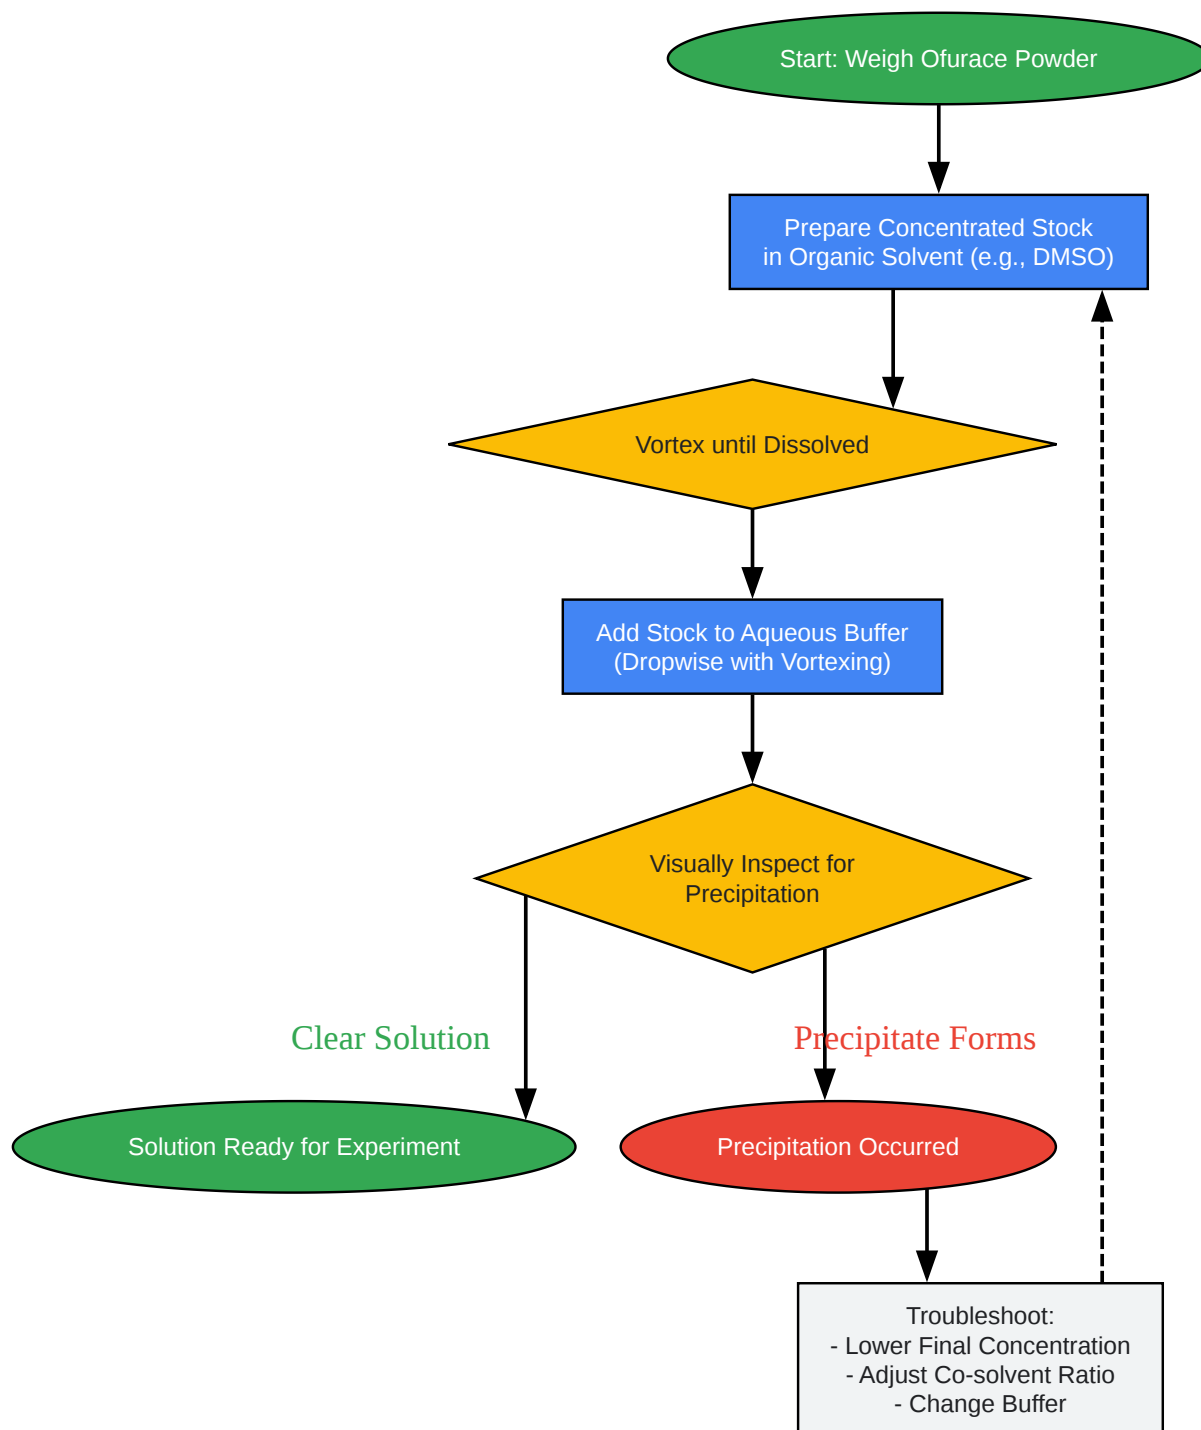 Start: Weigh Ofurace Powder
Prepare Concentrated Stock
in Organic Solvent (e.g., DMSO)
Vortex until Dissolved
Add Stock to Aqueous Buffer
(Dropwise with Vortexing)
Visually Inspect for
Precipitation
Clear Solution
Precipitate Forms
Solution Ready for Experiment
Precipitation Occurred
Troubleshoot:
- Lower Final Concentration
- Adjust Co-solvent Ratio
- Change Buffer